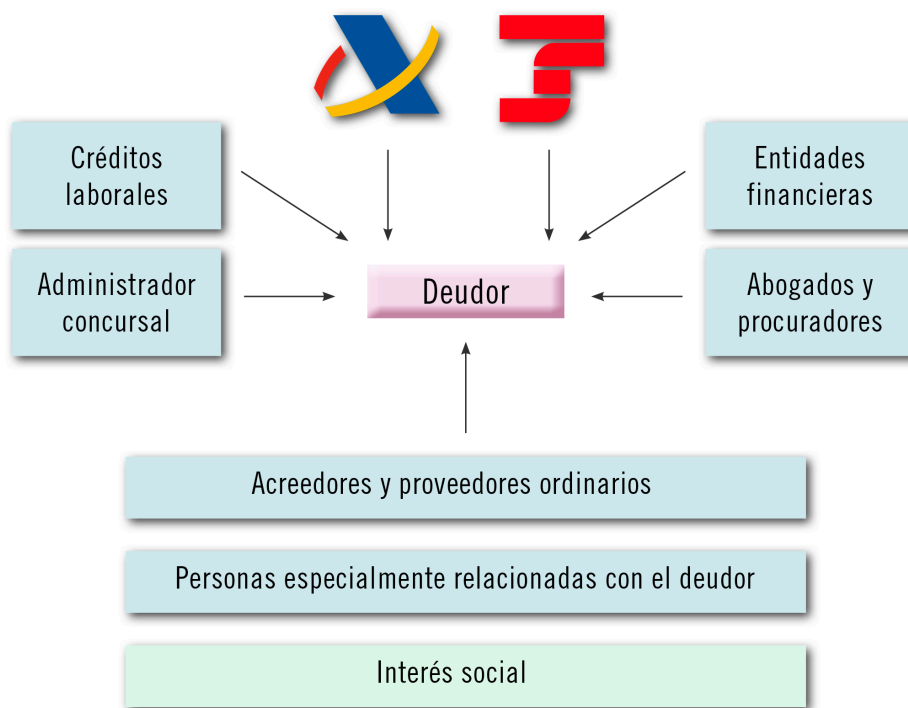 Créditos
laborales
Entidades
financieras
Administrador
concursal
Deudor
Abogados y
procuradores
Acreedores y proveedores ordinarios
Personas especialmente relacionadas con el deudor
Interés social